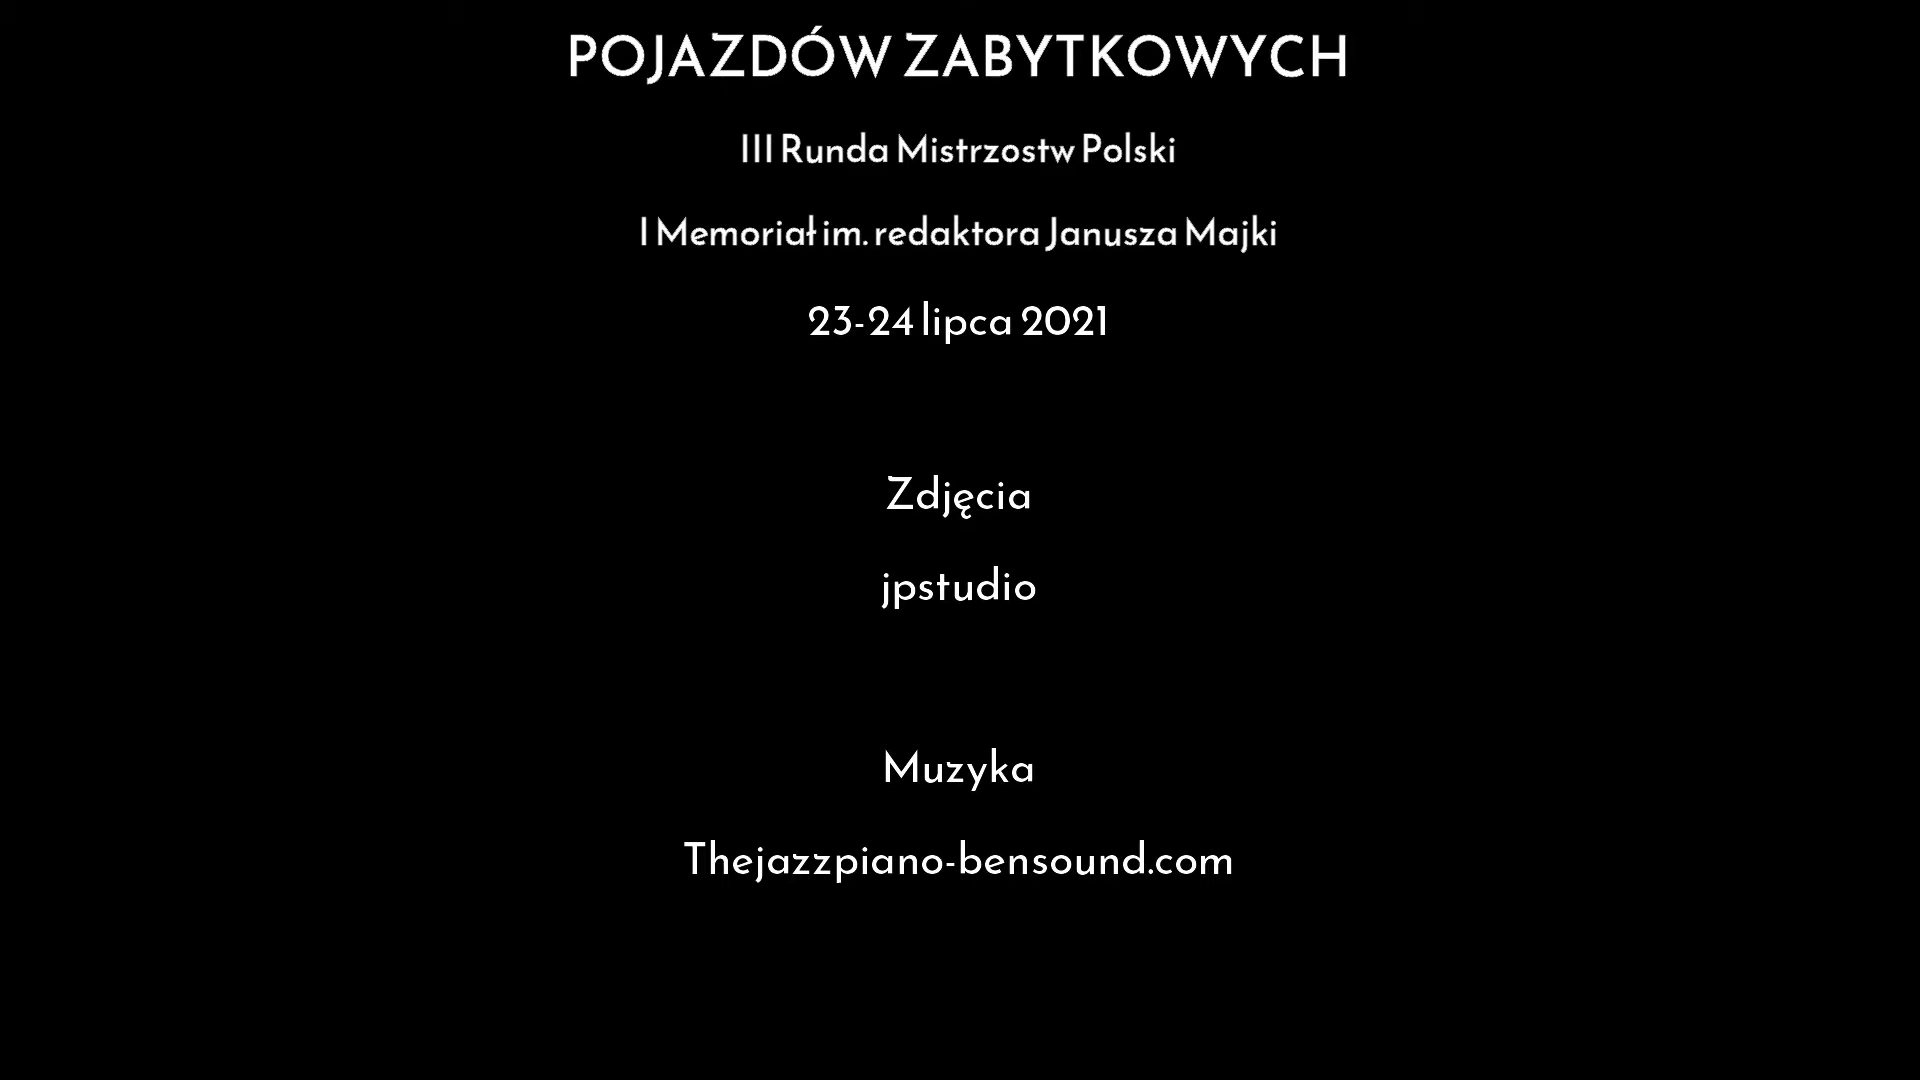 POJAZDÓW ZABYTKOWYCH
III Runda Mistrzostw Polski
I Memoriał im. redaktora Janusza Majki
23-24 lipca 2021
Zdjęcia
jpstudio
Muzyka
Thejazzpiano-bensound.com